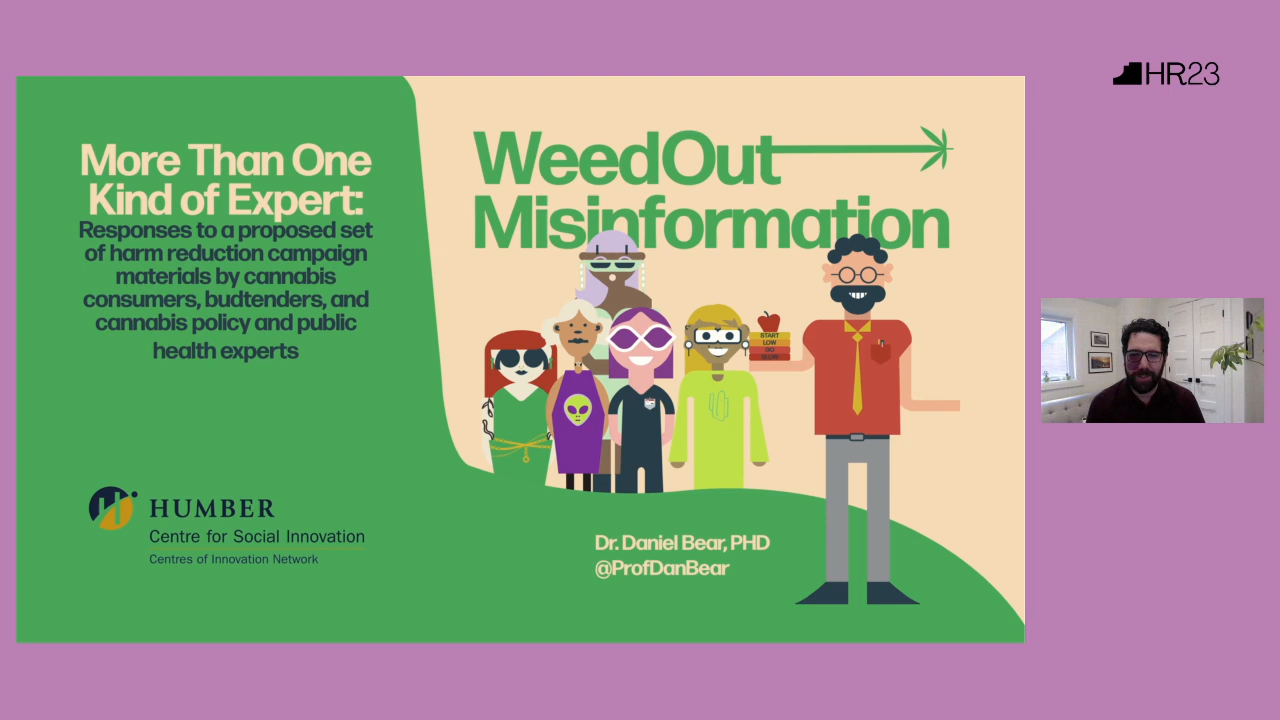 HR23
More Than One
Kind of Expert:
Responses to a proposed set
of harm reduction campaign
materials by cannabis
consumers, budtenders, and
cannabis policy and public
health experts
WeedOut
Misinformation
START
LOW
GO
SLOW
HUMBER
Centre for Social Innovation
Centres of Innovation Network
Dr. Daniel Bear, PHD
@ProfDanBear